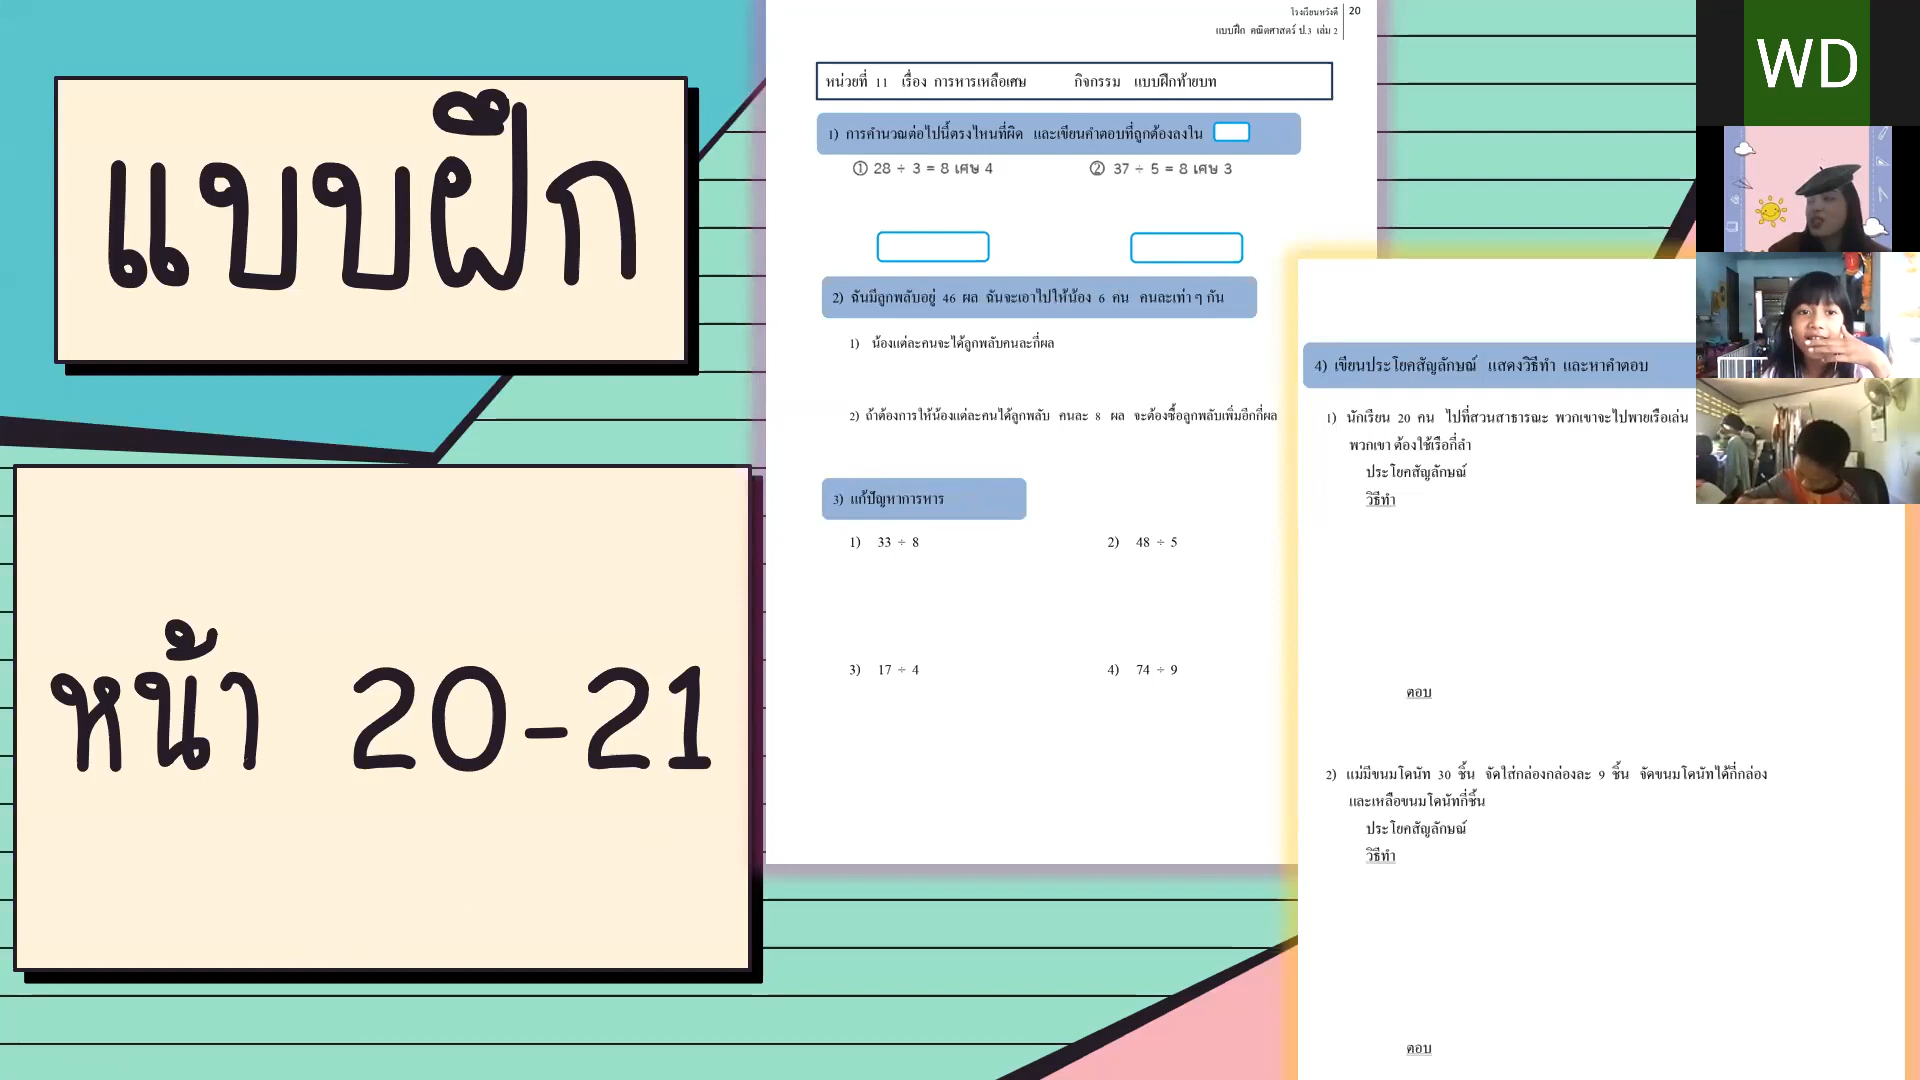 แบบฝึก
หน้า 20-21
โรงเรียนหวังดี 20
แบบฝึก คณิตศาสตร์ ป.3 เล่ม 2
หน่วยที่ 11 เรื่อง การหารเหลือเศษ กิจกรรม แบบฝึกท้ายบท
1) การคำนวณต่อไปนี้ตรงไหนที่ผิด และเขียนคำตอบที่ถูกต้องลงใน
① 28 ÷ 3 = 8 เศษ 4 ② 37 ÷ 5 = 8 เศษ 3
2) ฉันมีลูกพลับอยู่ 46 ผล ฉันจะเอาไปให้น้อง 6 คน คนละเท่า ๆ กัน
1) น้องแต่ละคนจะได้ลูกพลับคนละกี่ผล
2) ถ้าต้องการให้น้องแต่ละคนได้ลูกพลับ คนละ 8 ผล จะต้องซื้อลูกพลับเพิ่มอีกกี่ผล
3) แก้ปัญหาการหาร
1) 33 ÷ 8 2) 48 ÷ 5
3) 17 ÷ 4 4) 74 ÷ 9
4) เขียนประโยคสัญลักษณ์ แสดงวิธีทำ และหาคำตอบ
1) นักเรียน 20 คน ไปที่สวนสาธารณะ พวกเขาจะไปพายเรือเล่น
พวกเขา ต้องใช้เรือกี่ลำ
ประโยคสัญลักษณ์
วิธีทำ
ตอบ
2) แม่มีขนมโดนัท 30 ชิ้น จัดใส่กล่องกล่องละ 9 ชิ้น จัดขนมโดนัทได้กี่กล่อง
และเหลือขนมโดนัทกี่ชิ้น
ประโยคสัญลักษณ์
วิธีทำ
ตอบ
WD